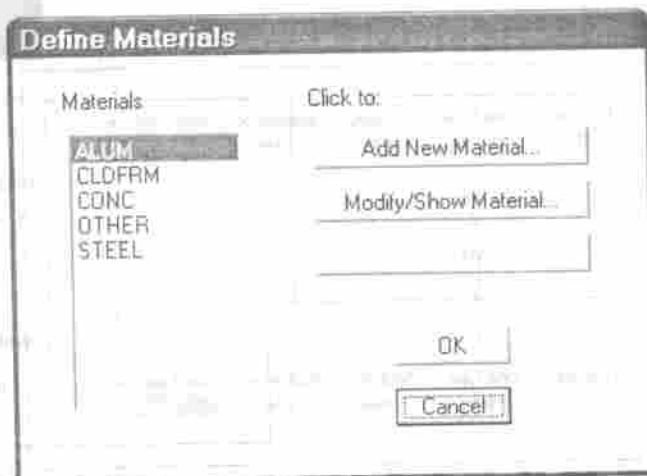 Define Materials
Materials
ALUM
CLDFRM
CONC
OTHER
STEEL
Click to:
Add New Material...
Modify/Show Material...
OK
Cancel